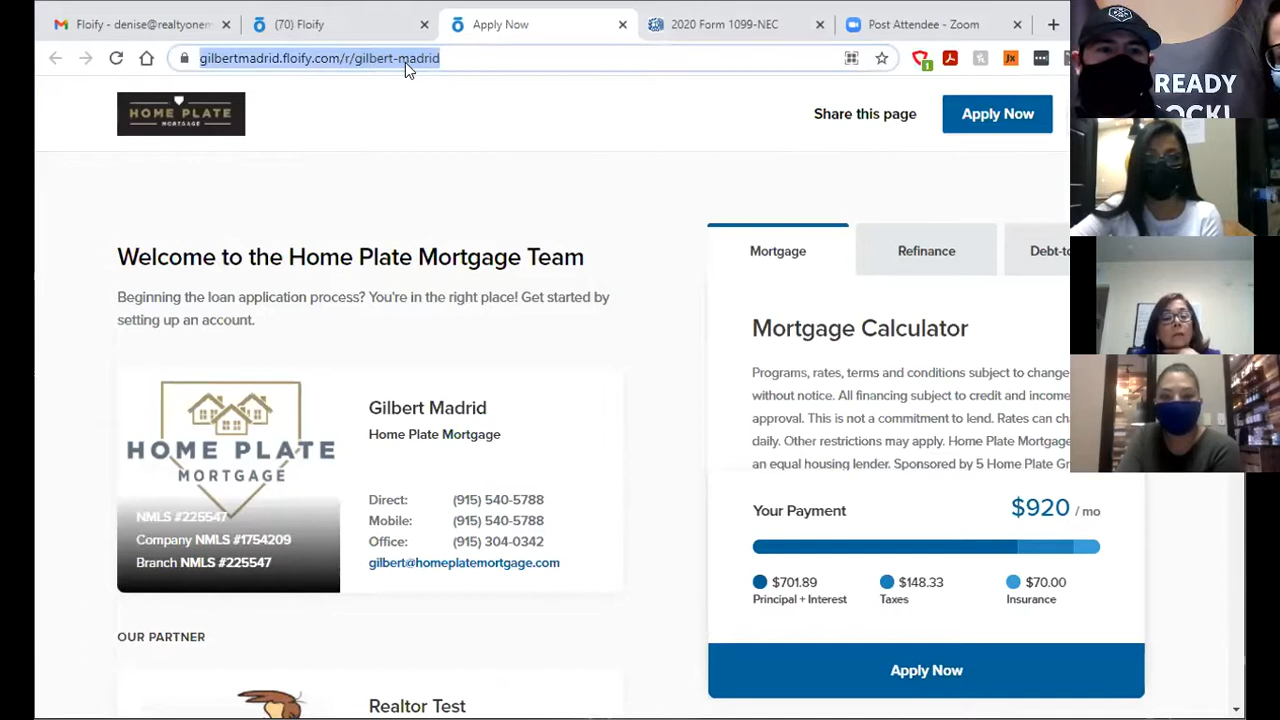 Floify - denise@realtyonem
(70) Floify
Apply Now
2020 Form 1099-NEC
Post Attendee - Zoom
gilbertmadrid.floify.com/r/gilbert-madrid
HOME PLATE
MORTGAGE
Share this page
Apply Now
READY
ROCK!
Welcome to the Home Plate Mortgage Team
Beginning the loan application process? You're in the right place! Get started by
setting up an account.
HOME PLATE
MORTGAGE
NMLS #225547
Company NMLS #1754209
Branch NMLS #225547
Gilbert Madrid
Home Plate Mortgage
Direct: (915) 540-5788
Mobile: (915) 540-5788
Office: (915) 304-0342
gilbert@homeplatemortgage.com
OUR PARTNER
Realtor Test
Mortgage
Refinance
Debt-to
Mortgage Calculator
Programs, rates, terms and conditions subject to change
without notice. All financing subject to credit and income
approval. This is not a commitment to lend. Rates can cha
daily. Other restrictions may apply. Home Plate Mortgage
an equal housing lender. Sponsored by 5 Home Plate Gr
Your Payment
$920 / mo
$701.89
Principal + Interest
$148.33
Taxes
$70.00
Insurance
Apply Now